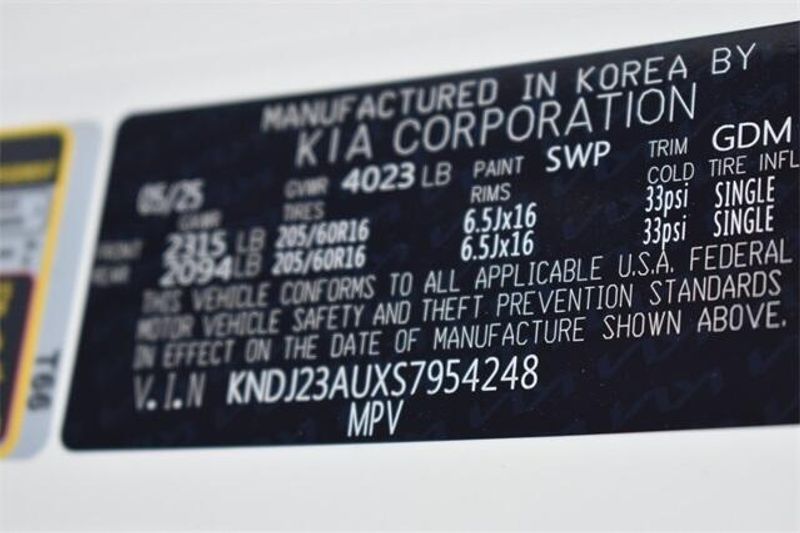 MANUFACTURED IN KOREA BY
KIA CORPORATION
05/25 GVWR 4023 LB PAINT SWP TRIM GDM
GAWR TIRES RIMS COLD TIRE INFL
FRONT 2315 LB 205/60R16 6.5Jx16 33psi SINGLE
REAR 2094 LB 205/60R16 6.5Jx16 33psi SINGLE
THIS VEHICLE CONFORMS TO ALL APPLICABLE U.S.A. FEDERAL
MOTOR VEHICLE SAFETY AND THEFT PREVENTION STANDARDS
IN EFFECT ON THE DATE OF MANUFACTURE SHOWN ABOVE.
V.I.N KNDJ23AUXS7954248
MPV
T66